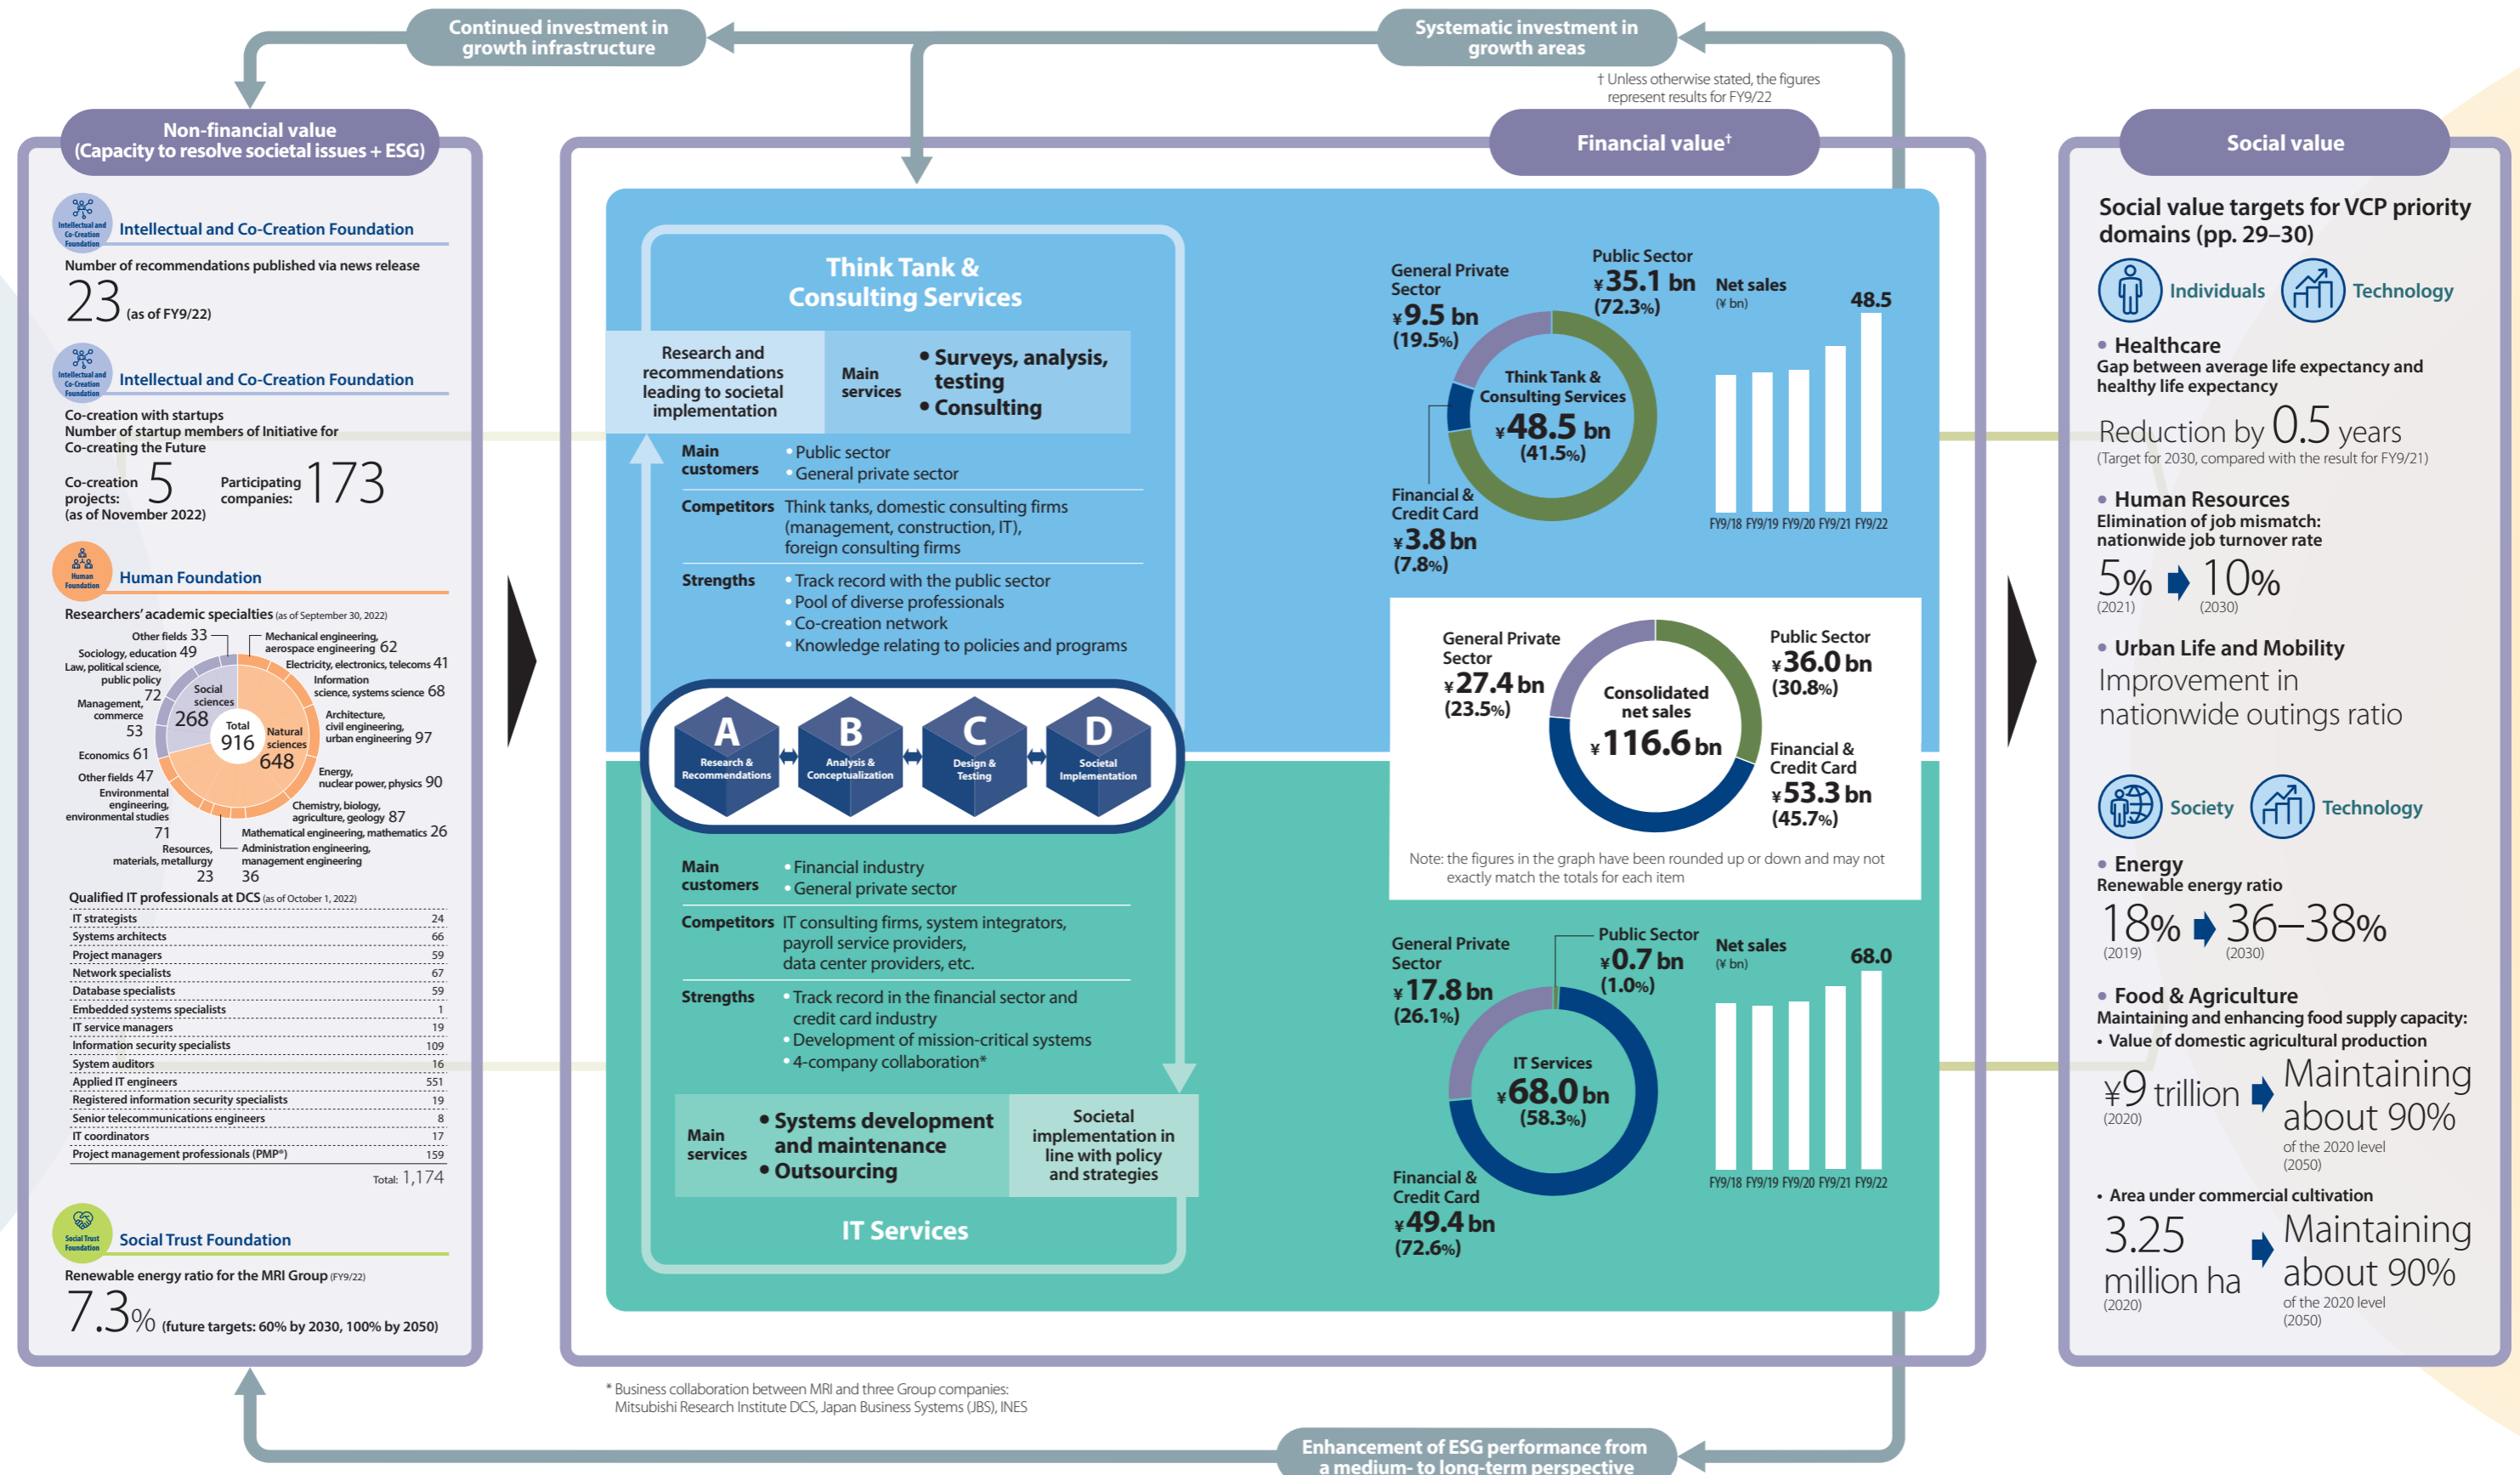 Continued investment in
growth infrastructure
Systematic investment in
growth areas
† Unless otherwise stated, the figures
represent results for FY9/22
Non-financial value
(Capacity to resolve societal issues + ESG)
Intellectual and
Co-Creation
Foundation
Intellectual and Co-Creation Foundation
Number of recommendations published via news release
23 (as of FY9/22)
Intellectual and
Co-Creation
Foundation
Intellectual and Co-Creation Foundation
Co-creation with startups
Number of startup members of Initiative for
Co-creating the Future
Co-creation
projects: 5
(as of November 2022)
Participating
companies: 173
Human
Foundation
Human Foundation
Researchers' academic specialties (as of September 30, 2022)
Other fields 33
Sociology, education 49
Law, political science,
public policy
72
Management,
commerce
53
Economics 61
Other fields 47
Environmental
engineering,
environmental studies
71
Resources,
materials, metallurgy
23
Mechanical engineering,
aerospace engineering 62
Electricity, electronics, telecoms 41
Information
science, systems science 68
Architecture,
civil engineering,
urban engineering 97
Energy,
nuclear power, physics 90
Chemistry, biology,
agriculture, geology 87
Mathematical engineering, mathematics 26
Administration engineering,
management engineering
36
Social
sciences
268
Total
916
Natural
sciences
648
Qualified IT professionals at DCS (as of October 1, 2022)
IT strategists 24
Systems architects 66
Project managers 59
Network specialists 67
Database specialists 59
Embedded systems specialists 1
IT service managers 19
Information security specialists 109
System auditors 16
Applied IT engineers 551
Registered information security specialists 19
Senior telecommunications engineers 8
IT coordinators 17
Project management professionals (PMP®) 159
Total: 1,174
Social Trust
Foundation
Social Trust Foundation
Renewable energy ratio for the MRI Group (FY9/22)
7.3% (future targets: 60% by 2030, 100% by 2050)
Financial value†
Think Tank &
Consulting Services
Research and
recommendations
leading to societal
implementation
Main
services
• Surveys, analysis,
testing
• Consulting
Main
customers
• Public sector
• General private sector
Competitors
Think tanks, domestic consulting firms
(management, construction, IT),
foreign consulting firms
Strengths
• Track record with the public sector
• Pool of diverse professionals
• Co-creation network
• Knowledge relating to policies and programs
A
Research &
Recommendations
B
Analysis &
Conceptualization
C
Design &
Testing
D
Societal
Implementation
Main
customers
• Financial industry
• General private sector
Competitors
IT consulting firms, system integrators,
payroll service providers,
data center providers, etc.
Strengths
• Track record in the financial sector and
credit card industry
• Development of mission-critical systems
• 4-company collaboration*
Main
services
• Systems development
and maintenance
• Outsourcing
Societal
implementation in
line with policy
and strategies
IT Services
General Private
Sector
¥9.5 bn
(19.5%)
Public Sector
¥35.1 bn
(72.3%)
Think Tank &
Consulting Services
¥48.5 bn
(41.5%)
Financial &
Credit Card
¥3.8 bn
(7.8%)
Net sales
(¥ bn)
48.5
FY9/18 FY9/19 FY9/20 FY9/21 FY9/22
General Private
Sector
¥27.4 bn
(23.5%)
Consolidated
net sales
¥116.6 bn
Public Sector
¥36.0 bn
(30.8%)
Financial &
Credit Card
¥53.3 bn
(45.7%)
Note: the figures in the graph have been rounded up or down and may not
exactly match the totals for each item
General Private
Sector
¥17.8 bn
(26.1%)
Public Sector
¥0.7 bn
(1.0%)
IT Services
¥68.0 bn
(58.3%)
Financial &
Credit Card
¥49.4 bn
(72.6%)
Net sales
(¥ bn)
68.0
FY9/18 FY9/19 FY9/20 FY9/21 FY9/22
* Business collaboration between MRI and three Group companies:
Mitsubishi Research Institute DCS, Japan Business Systems (JBS), INES
Enhancement of ESG performance from
a medium- to long-term perspective
Social value
Social value targets for VCP priority
domains (pp. 29–30)
Individuals
Technology
• Healthcare
Gap between average life expectancy and
healthy life expectancy
Reduction by 0.5 years
(Target for 2030, compared with the result for FY9/21)
• Human Resources
Elimination of job mismatch:
nationwide job turnover rate
5% 10%
(2021) (2030)
• Urban Life and Mobility
Improvement in
nationwide outings ratio
Society
Technology
• Energy
Renewable energy ratio
18% 36–38%
(2019) (2030)
• Food & Agriculture
Maintaining and enhancing food supply capacity:
• Value of domestic agricultural production
¥9 trillion
(2020)
Maintaining
about 90%
of the 2020 level
(2050)
• Area under commercial cultivation
3.25
million ha
(2020)
Maintaining
about 90%
of the 2020 level
(2050)